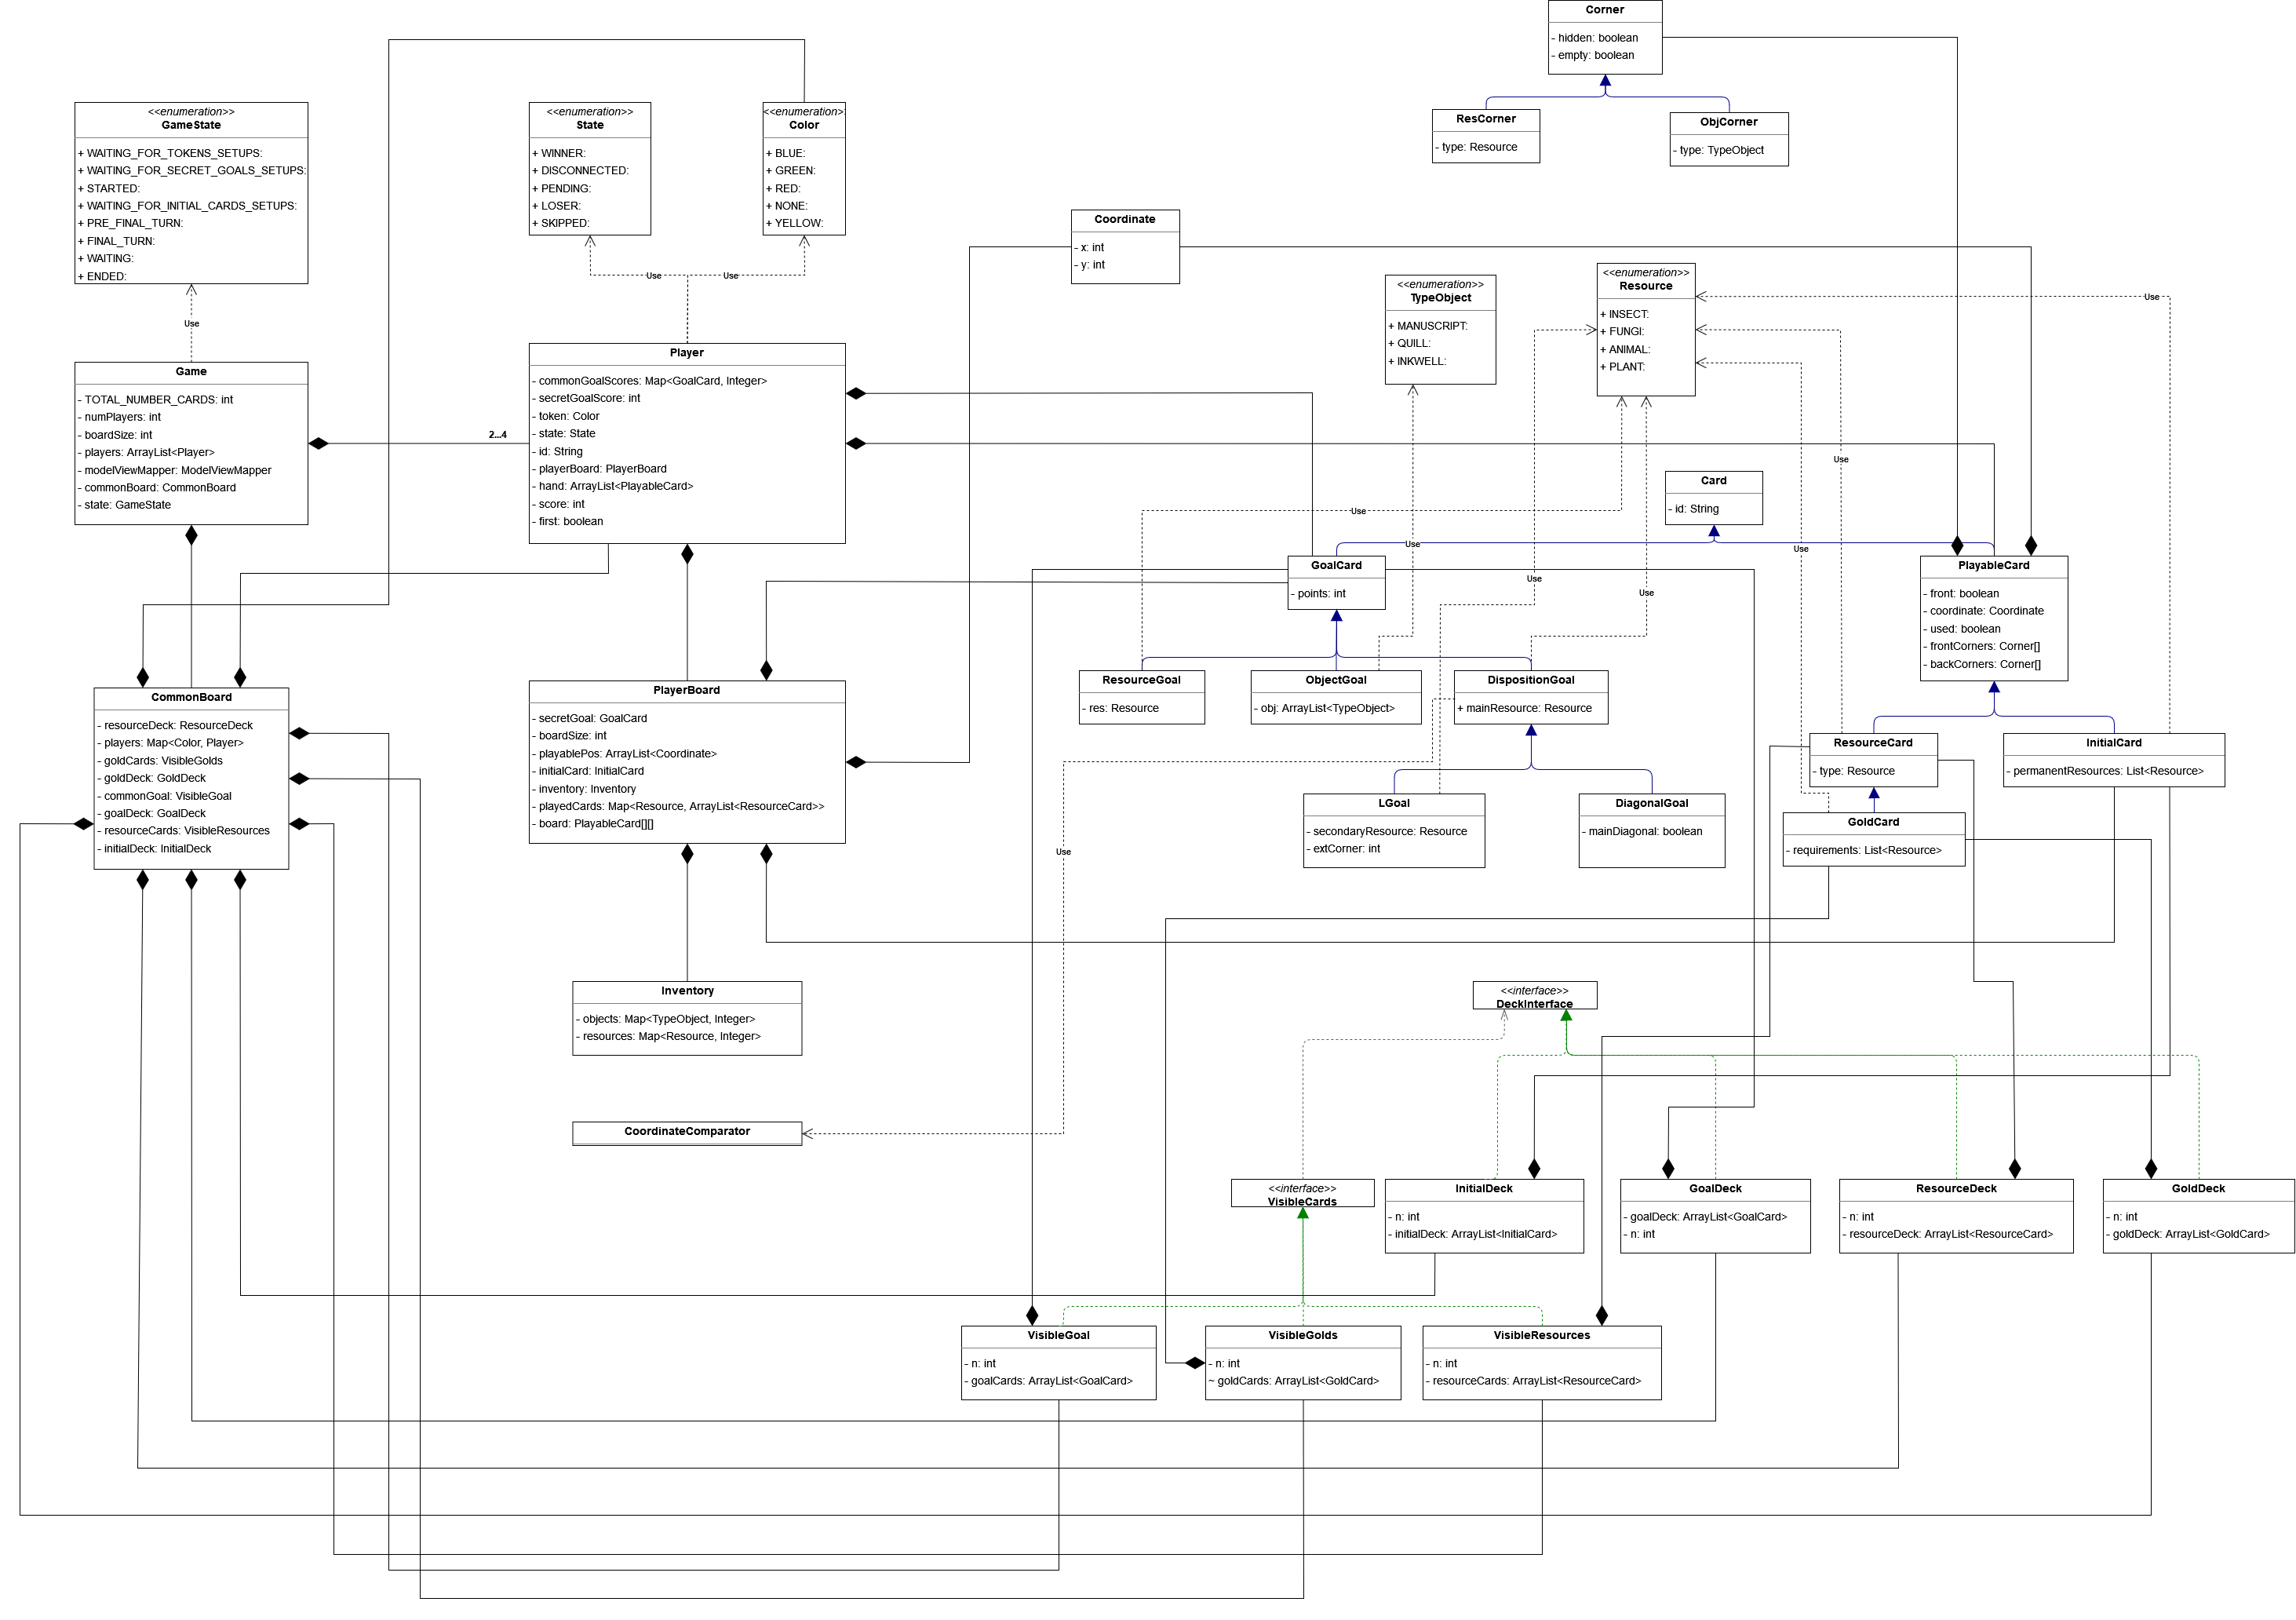 Corner
- hidden: boolean
- empty: boolean
ResCorner
- type: Resource
ObjCorner
- type: TypeObject
<<enumeration>>
GameState
+ WAITING_FOR_TOKENS_SETUPS:
+ WAITING_FOR_SECRET_GOALS_SETUPS:
+ STARTED:
+ WAITING_FOR_INITIAL_CARDS_SETUPS:
+ PRE_FINAL_TURN:
+ FINAL_TURN:
+ WAITING:
+ ENDED:
<<enumeration>>
State
+ WINNER:
+ DISCONNECTED:
+ PENDING:
+ LOSER:
+ SKIPPED:
<<enumeration>
Color
+ BLUE:
+ GREEN:
+ RED:
+ NONE:
+ YELLOW:
Coordinate
- x: int
- y: int
<<enumeration>>
TypeObject
+ MANUSCRIPT:
+ QUILL:
+ INKWELL:
<<enumeration>>
Resource
+ INSECT:
+ FUNGI:
+ ANIMAL:
+ PLANT:
Use
Use
Use
Use
Game
- TOTAL_NUMBER_CARDS: int
- numPlayers: int
- boardSize: int
- players: ArrayList<Player>
- modelViewMapper: ModelViewMapper
- commonBoard: CommonBoard
- state: GameState
2...4
Player
- commonGoalScores: Map<GoalCard, Integer>
- secretGoalScore: int
- token: Color
- state: State
- id: String
- playerBoard: PlayerBoard
- hand: ArrayList<PlayableCard>
- score: int
- first: boolean
Use
Card
- id: String
Use
Use
Use
Use
Use
GoalCard
- points: int
PlayableCard
- front: boolean
- coordinate: Coordinate
- used: boolean
- frontCorners: Corner[]
- backCorners: Corner[]
CommonBoard
- resourceDeck: ResourceDeck
- players: Map<Color, Player>
- goldCards: VisibleGolds
- goldDeck: GoldDeck
- commonGoal: VisibleGoal
- goalDeck: GoalDeck
- resourceCards: VisibleResources
- initialDeck: InitialDeck
PlayerBoard
- secretGoal: GoalCard
- boardSize: int
- playablePos: ArrayList<Coordinate>
- initialCard: InitialCard
- inventory: Inventory
- playedCards: Map<Resource, ArrayList<ResourceCard>>
- board: PlayableCard[][]
ResourceGoal
- res: Resource
ObjectGoal
- obj: ArrayList<TypeObject>
DispositionGoal
+ mainResource: Resource
ResourceCard
- type: Resource
InitialCard
- permanentResources: List<Resource>
LGoal
- secondaryResource: Resource
- extCorner: int
DiagonalGoal
- mainDiagonal: boolean
GoldCard
- requirements: List<Resource>
Use
Inventory
- objects: Map<TypeObject, Integer>
- resources: Map<Resource, Integer>
<<interface>>
DeckInterface
CoordinateComparator
<<interface>>
VisibleCards
InitialDeck
- n: int
- initialDeck: ArrayList<InitialCard>
GoalDeck
- goalDeck: ArrayList<GoalCard>
- n: int
ResourceDeck
- n: int
- resourceDeck: ArrayList<ResourceCard>
GoldDeck
- n: int
- goldDeck: ArrayList<GoldCard>
VisibleGoal
- n: int
- goalCards: ArrayList<GoalCard>
VisibleGolds
- n: int
~ goldCards: ArrayList<GoldCard>
VisibleResources
- n: int
- resourceCards: ArrayList<ResourceCard>